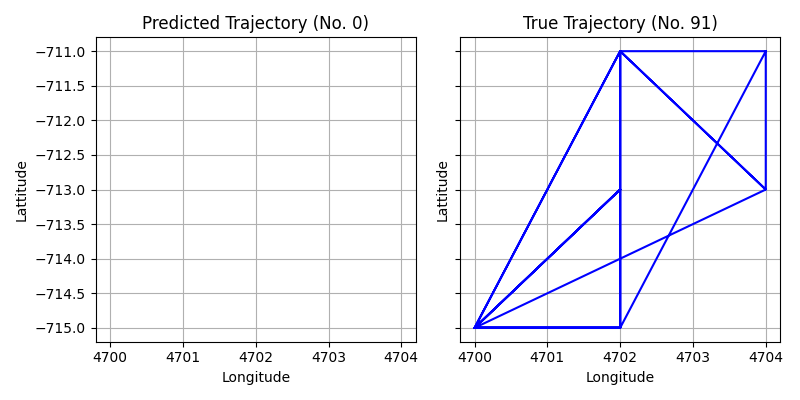 Predicted Trajectory (No. 0)
True Trajectory (No. 91)
−711.0
−711.5
−712.0
−712.5
−713.0
−713.5
−714.0
−714.5
−715.0
Lattitude
Lattitude
4700 4701 4702 4703 4704
4700 4701 4702 4703 4704
Longitude
Longitude